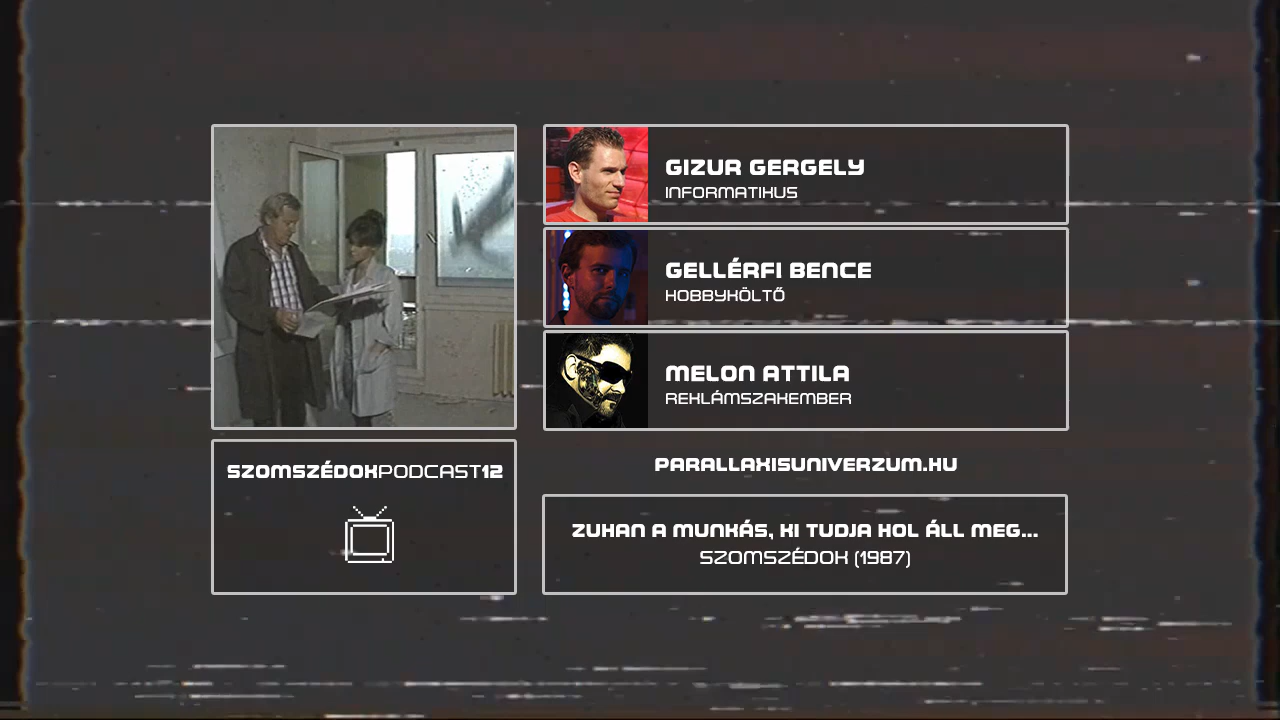 GIZUR GERGELY
INFORMATIKUS
GELLÉRFI BENCE
HOBBYKÖLTŐ
MELON ATTILA
REKLÁMSZAKEMBER
SZOMSZÉDOKPODCAST12
PARALLAXISUNIVERZUM.HU
ZUHAN A MUNKÁS, KI TUDJA HOL ÁLL MEG...
SZOMSZÉDOK (1987)